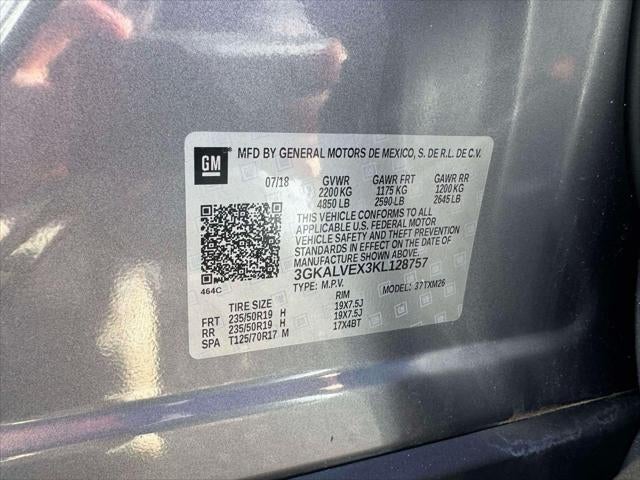 GM
MFD BY GENERAL MOTORS DE MEXICO, S. DE R.L. DE C.V.
07/18 GVWR GAWR FRT GAWR RR
2200 KG 1175 KG 1200 KG
4850 LB 2590 LB 2645 LB
THIS VEHICLE CONFORMS TO ALL
APPLICABLE U.S. FEDERAL MOTOR
VEHICLE SAFETY AND THEFT PREVENTION
STANDARDS IN EFFECT ON THE DATE OF
MANUFACTURE SHOWN ABOVE.
3GKALVEX3KL128757
464C
TYPE: M.P.V. MODEL: 37TXM26
TIRE SIZE RIM
FRT 235/50R19 H 19X7.5J
RR 235/50R19 H 19X7.5J
SPA T125/70R17 M 17X4BT